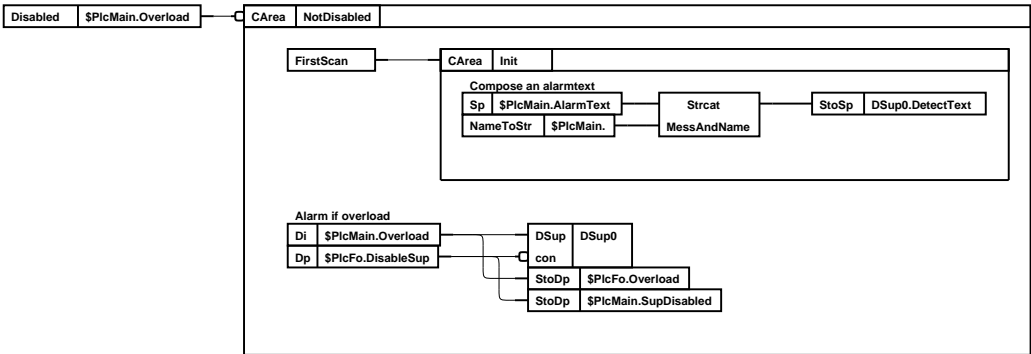 Disabled $PlcMain.Overload CArea NotDisabled
FirstScan CArea Init
Compose an alarmtext
Sp $PlcMain.AlarmText Strcat StoSp DSup0.DetectText
NameToStr $PlcMain. MessAndName
Alarm if overload
Di $PlcMain.Overload DSup DSup0
Dp $PlcFo.DisableSup con
StoDp $PlcFo.Overload
StoDp $PlcMain.SupDisabled